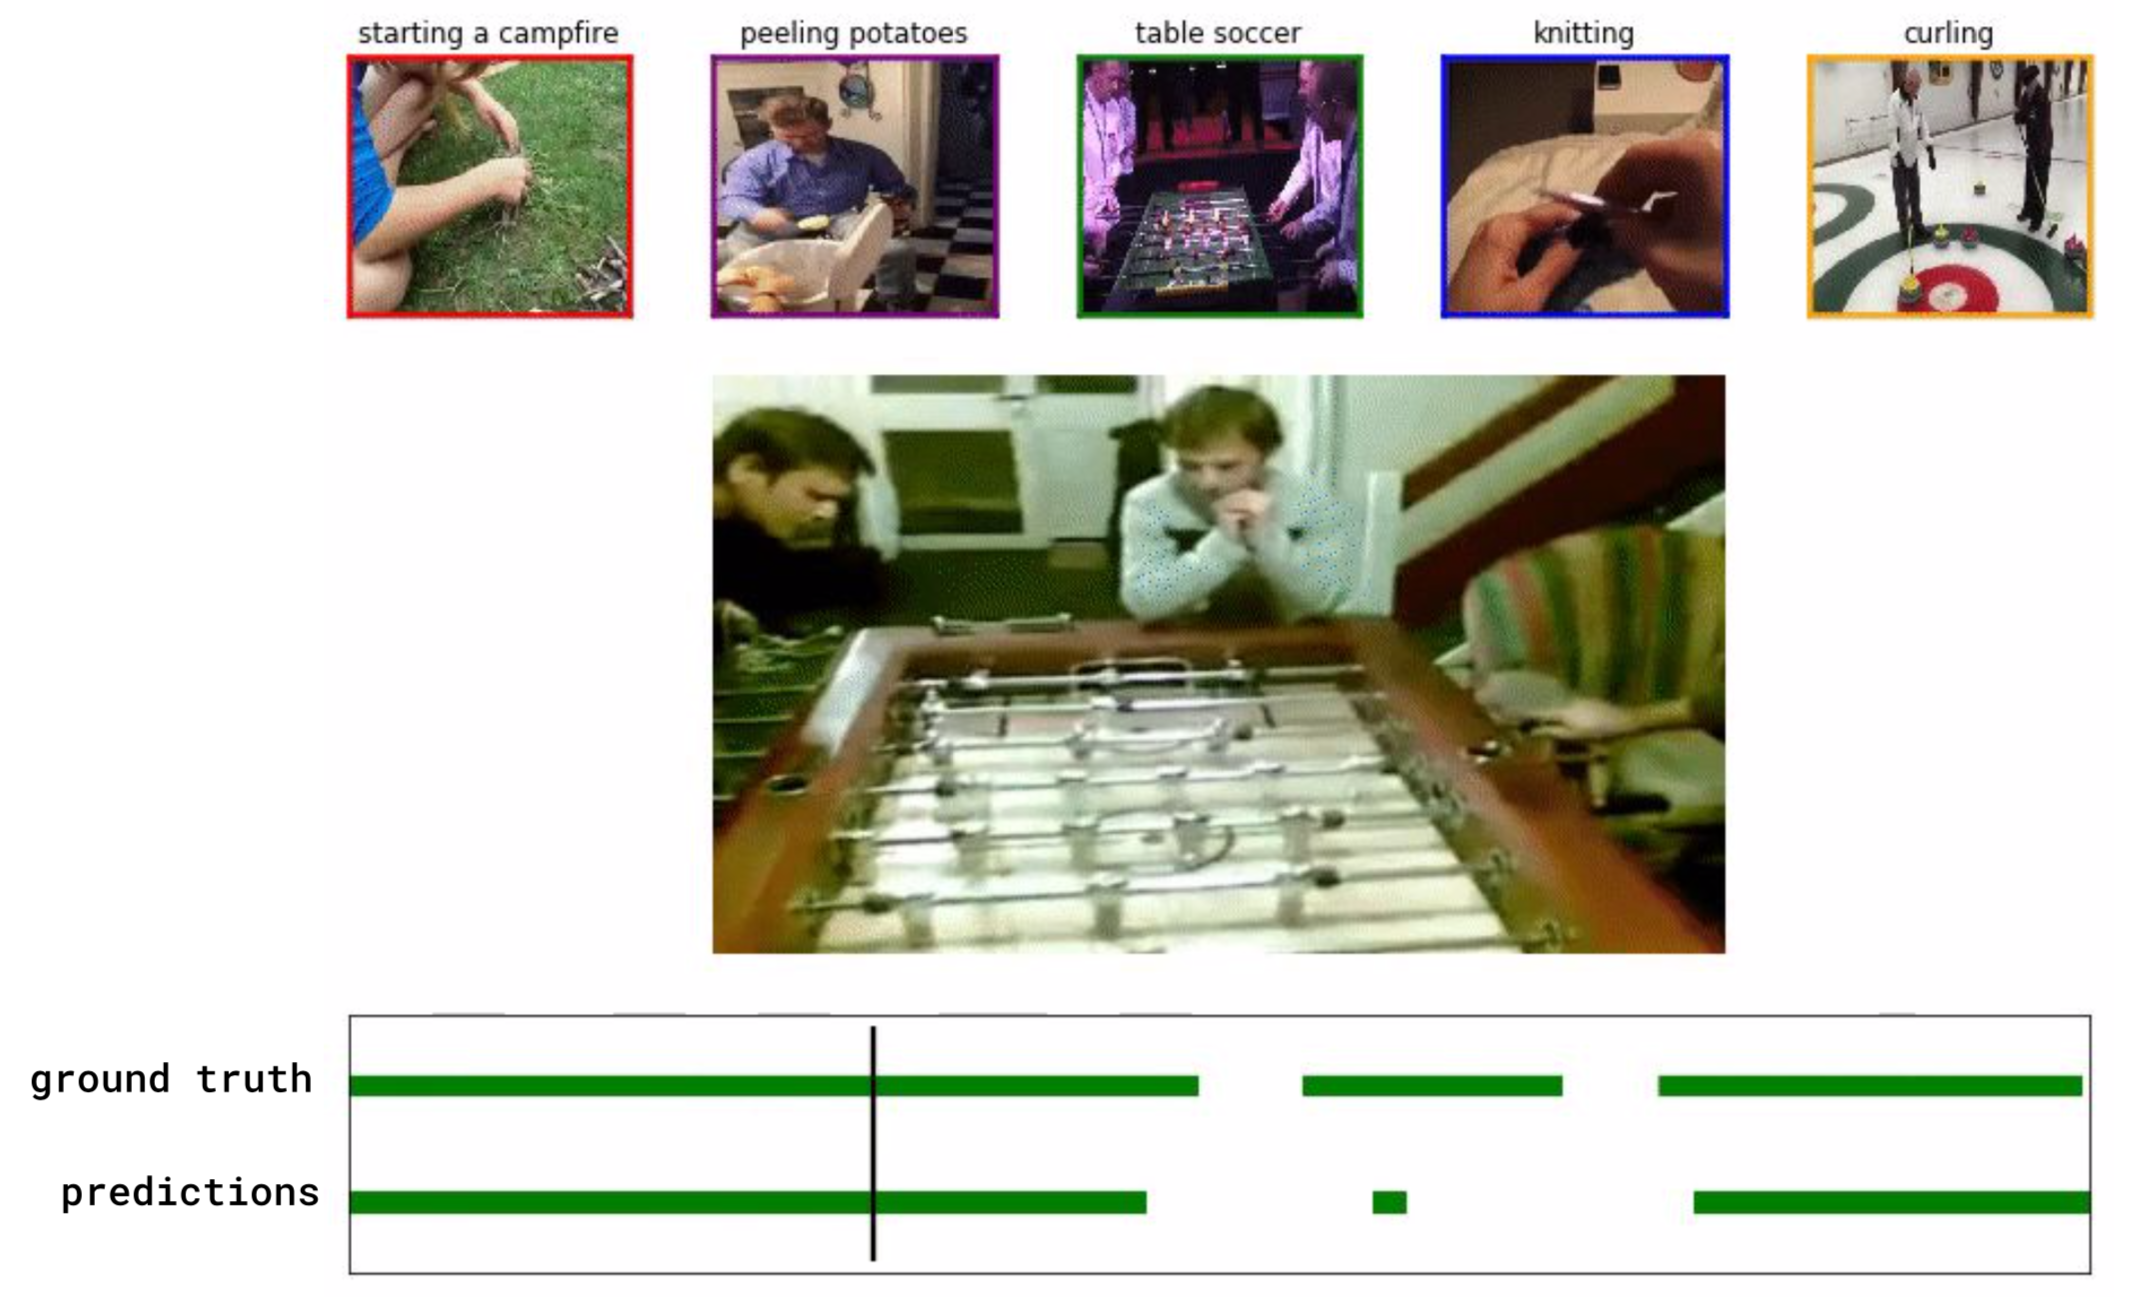 starting a campfire
peeling potatoes
table soccer
knitting
curling
ground truth
predictions